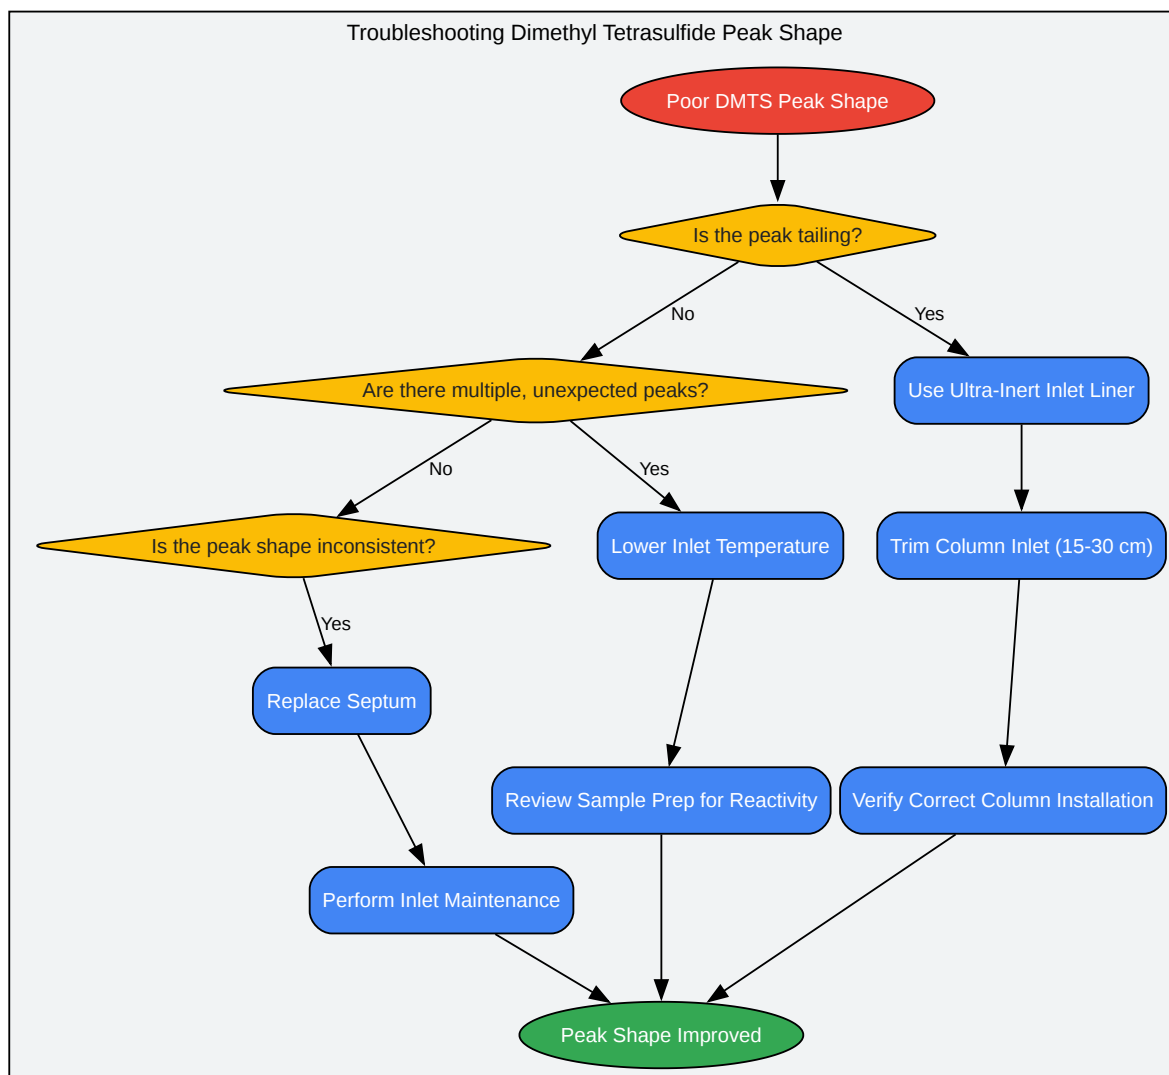 Troubleshooting Dimethyl Tetrasulfide Peak Shape
Poor DMTS Peak Shape
Is the peak tailing?
No
Yes
Are there multiple, unexpected peaks?
Use Ultra-Inert Inlet Liner
No
Yes
Is the peak shape inconsistent?
Lower Inlet Temperature
Trim Column Inlet (15-30 cm)
Yes
Replace Septum
Review Sample Prep for Reactivity
Verify Correct Column Installation
Perform Inlet Maintenance
Peak Shape Improved